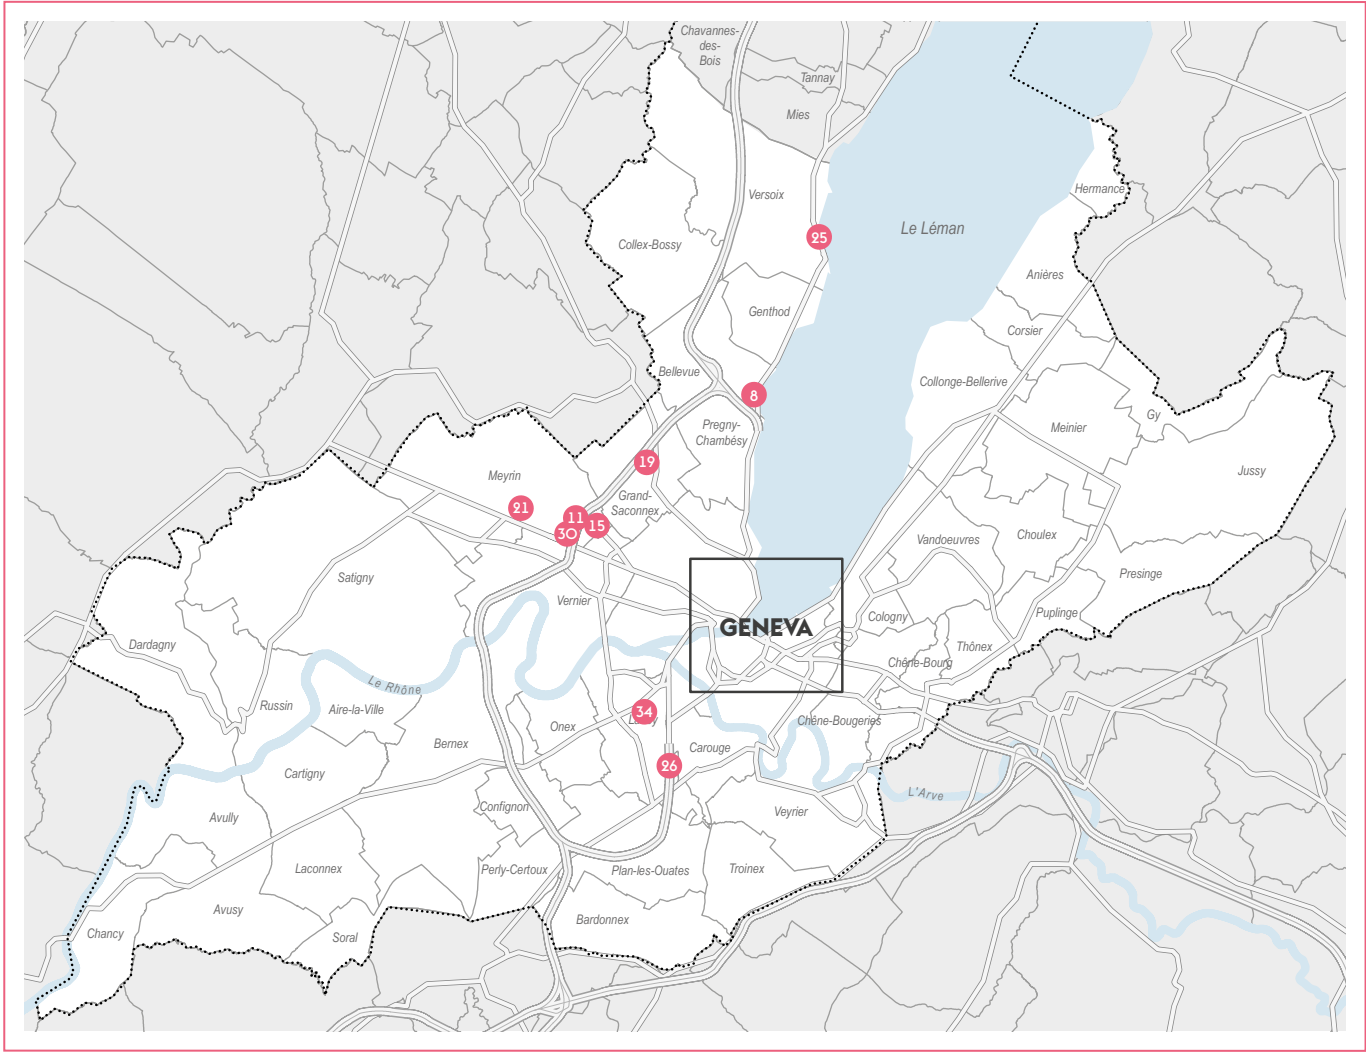 Chavannes-
des-
Bois
Tannay
Mies
Versoix
Hermance
Le Léman
25
Collex-Bossy
Anières
Genthod
Corsier
Bellevue
Collonge-Bellerive
8
Gy
Pregny-
Chambésy
Meinier
19
Jussy
Meyrin
Grand-
Saconnex
21
11
15
30
Vandoeuvres
Choulex
Satigny
Presinge
Vernier
Puplinge
Cologny
GENEVA
Dardagny
Thônex
Chêne-Bourg
Le Rhône
Russin
Aire-la-Ville
34
Onex
Chêne-Bougeries
Bernex
Carouge
26
Cartigny
L'Arve
Confignon
Avully
Veyrier
Laconnex
Perly-Certoux
Plan-les-Ouates
Troinex
Avusy
Bardonnex
Chancy
Soral